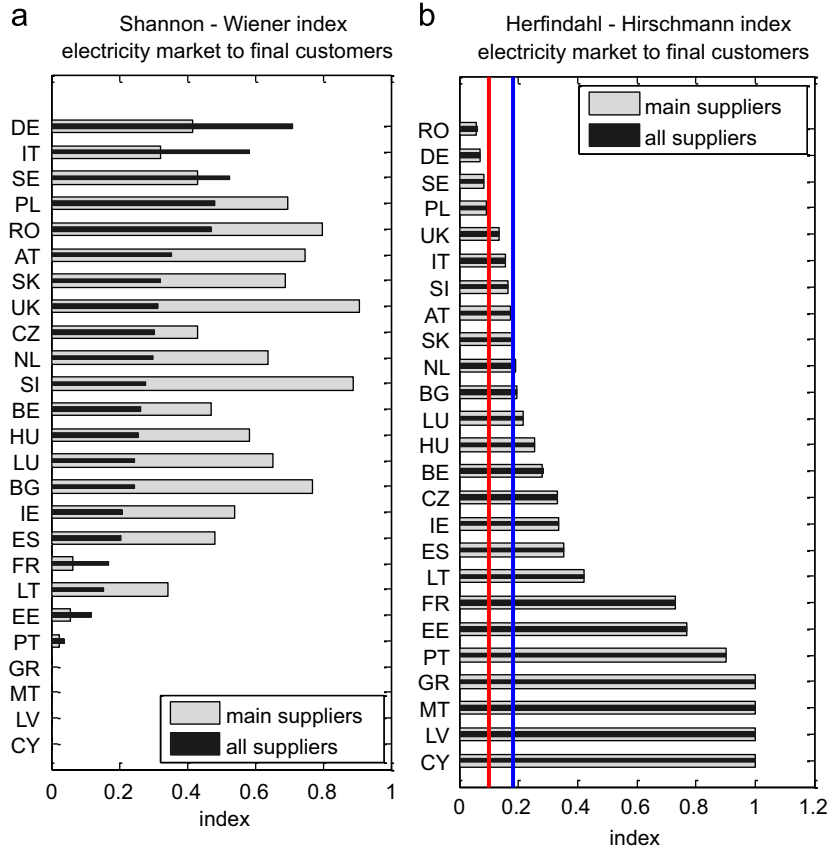 a
Shannon - Wiener index
electricity market to final customers
DE
IT
SE
PL
RO
AT
SK
UK
CZ
NL
SI
BE
HU
LU
BG
IE
ES
FR
LT
EE
PT
GR
MT
LV
CY
main suppliers
all suppliers
0 0.2 0.4 0.6 0.8 1
index
b
Herfindahl - Hirschmann index
electricity market to final customers
main suppliers
all suppliers
RO
DE
SE
PL
UK
IT
SI
AT
SK
NL
BG
LU
HU
BE
CZ
IE
ES
LT
FR
EE
PT
GR
MT
LV
CY
0 0.2 0.4 0.6 0.8 1 1.2
index